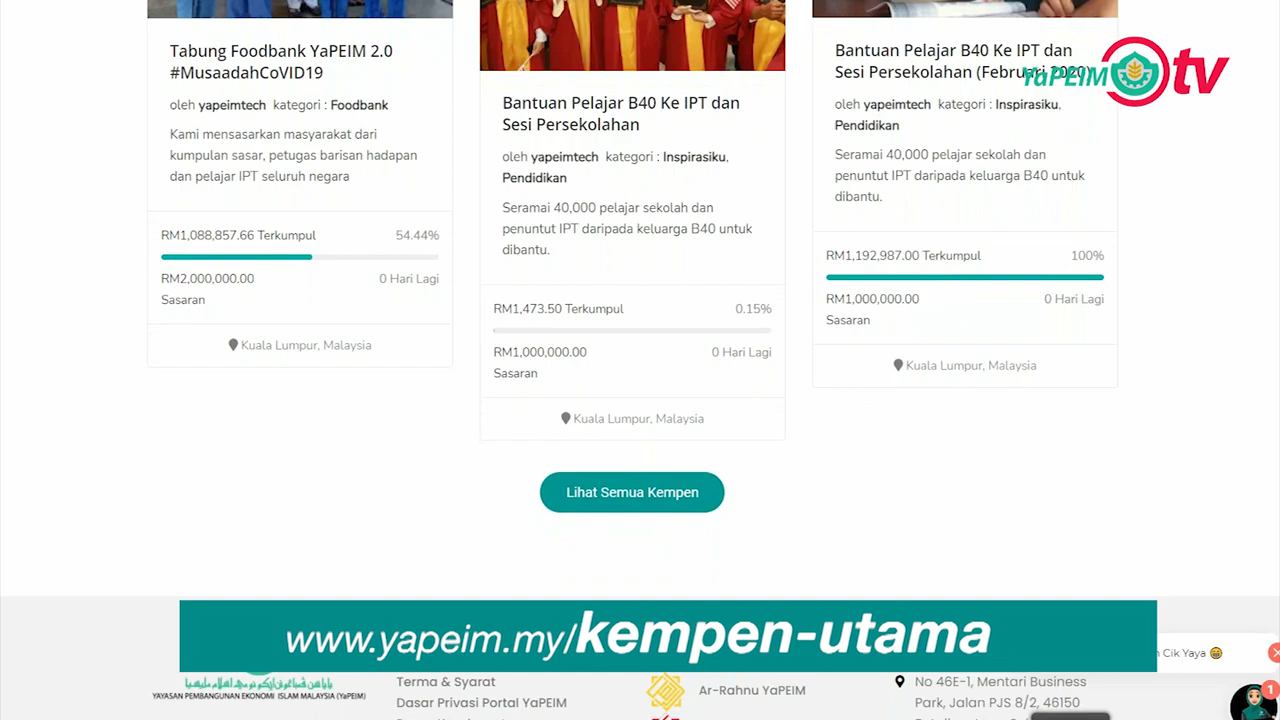 Tabung Foodbank YaPEIM 2.0
#MusaadahCoVID19
oleh yapeimtech kategori : Foodbank
Kami mensasarkan masyarakat dari
kumpulan sasar, petugas barisan hadapan
dan pelajar IPT seluruh negara
RM1,088,857.66 Terkumpul 54.44%
RM2,000,000.00 0 Hari Lagi
Sasaran
Kuala Lumpur, Malaysia
Bantuan Pelajar B40 Ke IPT dan
Sesi Persekolahan
oleh yapeimtech kategori : Inspirasiku,
Pendidikan
Seramai 40,000 pelajar sekolah dan
penuntut IPT daripada keluarga B40 untuk
dibantu.
RM1,473.50 Terkumpul 0.15%
RM1,000,000.00 0 Hari Lagi
Sasaran
Kuala Lumpur, Malaysia
Bantuan Pelajar B40 Ke IPT dan
Sesi Persekolahan (Februari 2020)
oleh yapeimtech kategori : Inspirasiku,
Pendidikan
Seramai 40,000 pelajar sekolah dan
penuntut IPT daripada keluarga B40 untuk
dibantu.
RM1,192,987.00 Terkumpul 100%
RM1,000,000.00 0 Hari Lagi
Sasaran
Kuala Lumpur, Malaysia
YaPEIM tv
Lihat Semua Kempen
www.yapeim.my/kempen-utama
Cik Yaya 😁
1
YAYASAN PEMBANGUNAN EKONOMI ISLAM MALAYSIA (YaPEIM)
Terma & Syarat
Dasar Privasi Portal YaPEIM
Ar-Rahnu YaPEIM
No 46E-1, Mentari Business
Park, Jalan PJS 8/2, 46150